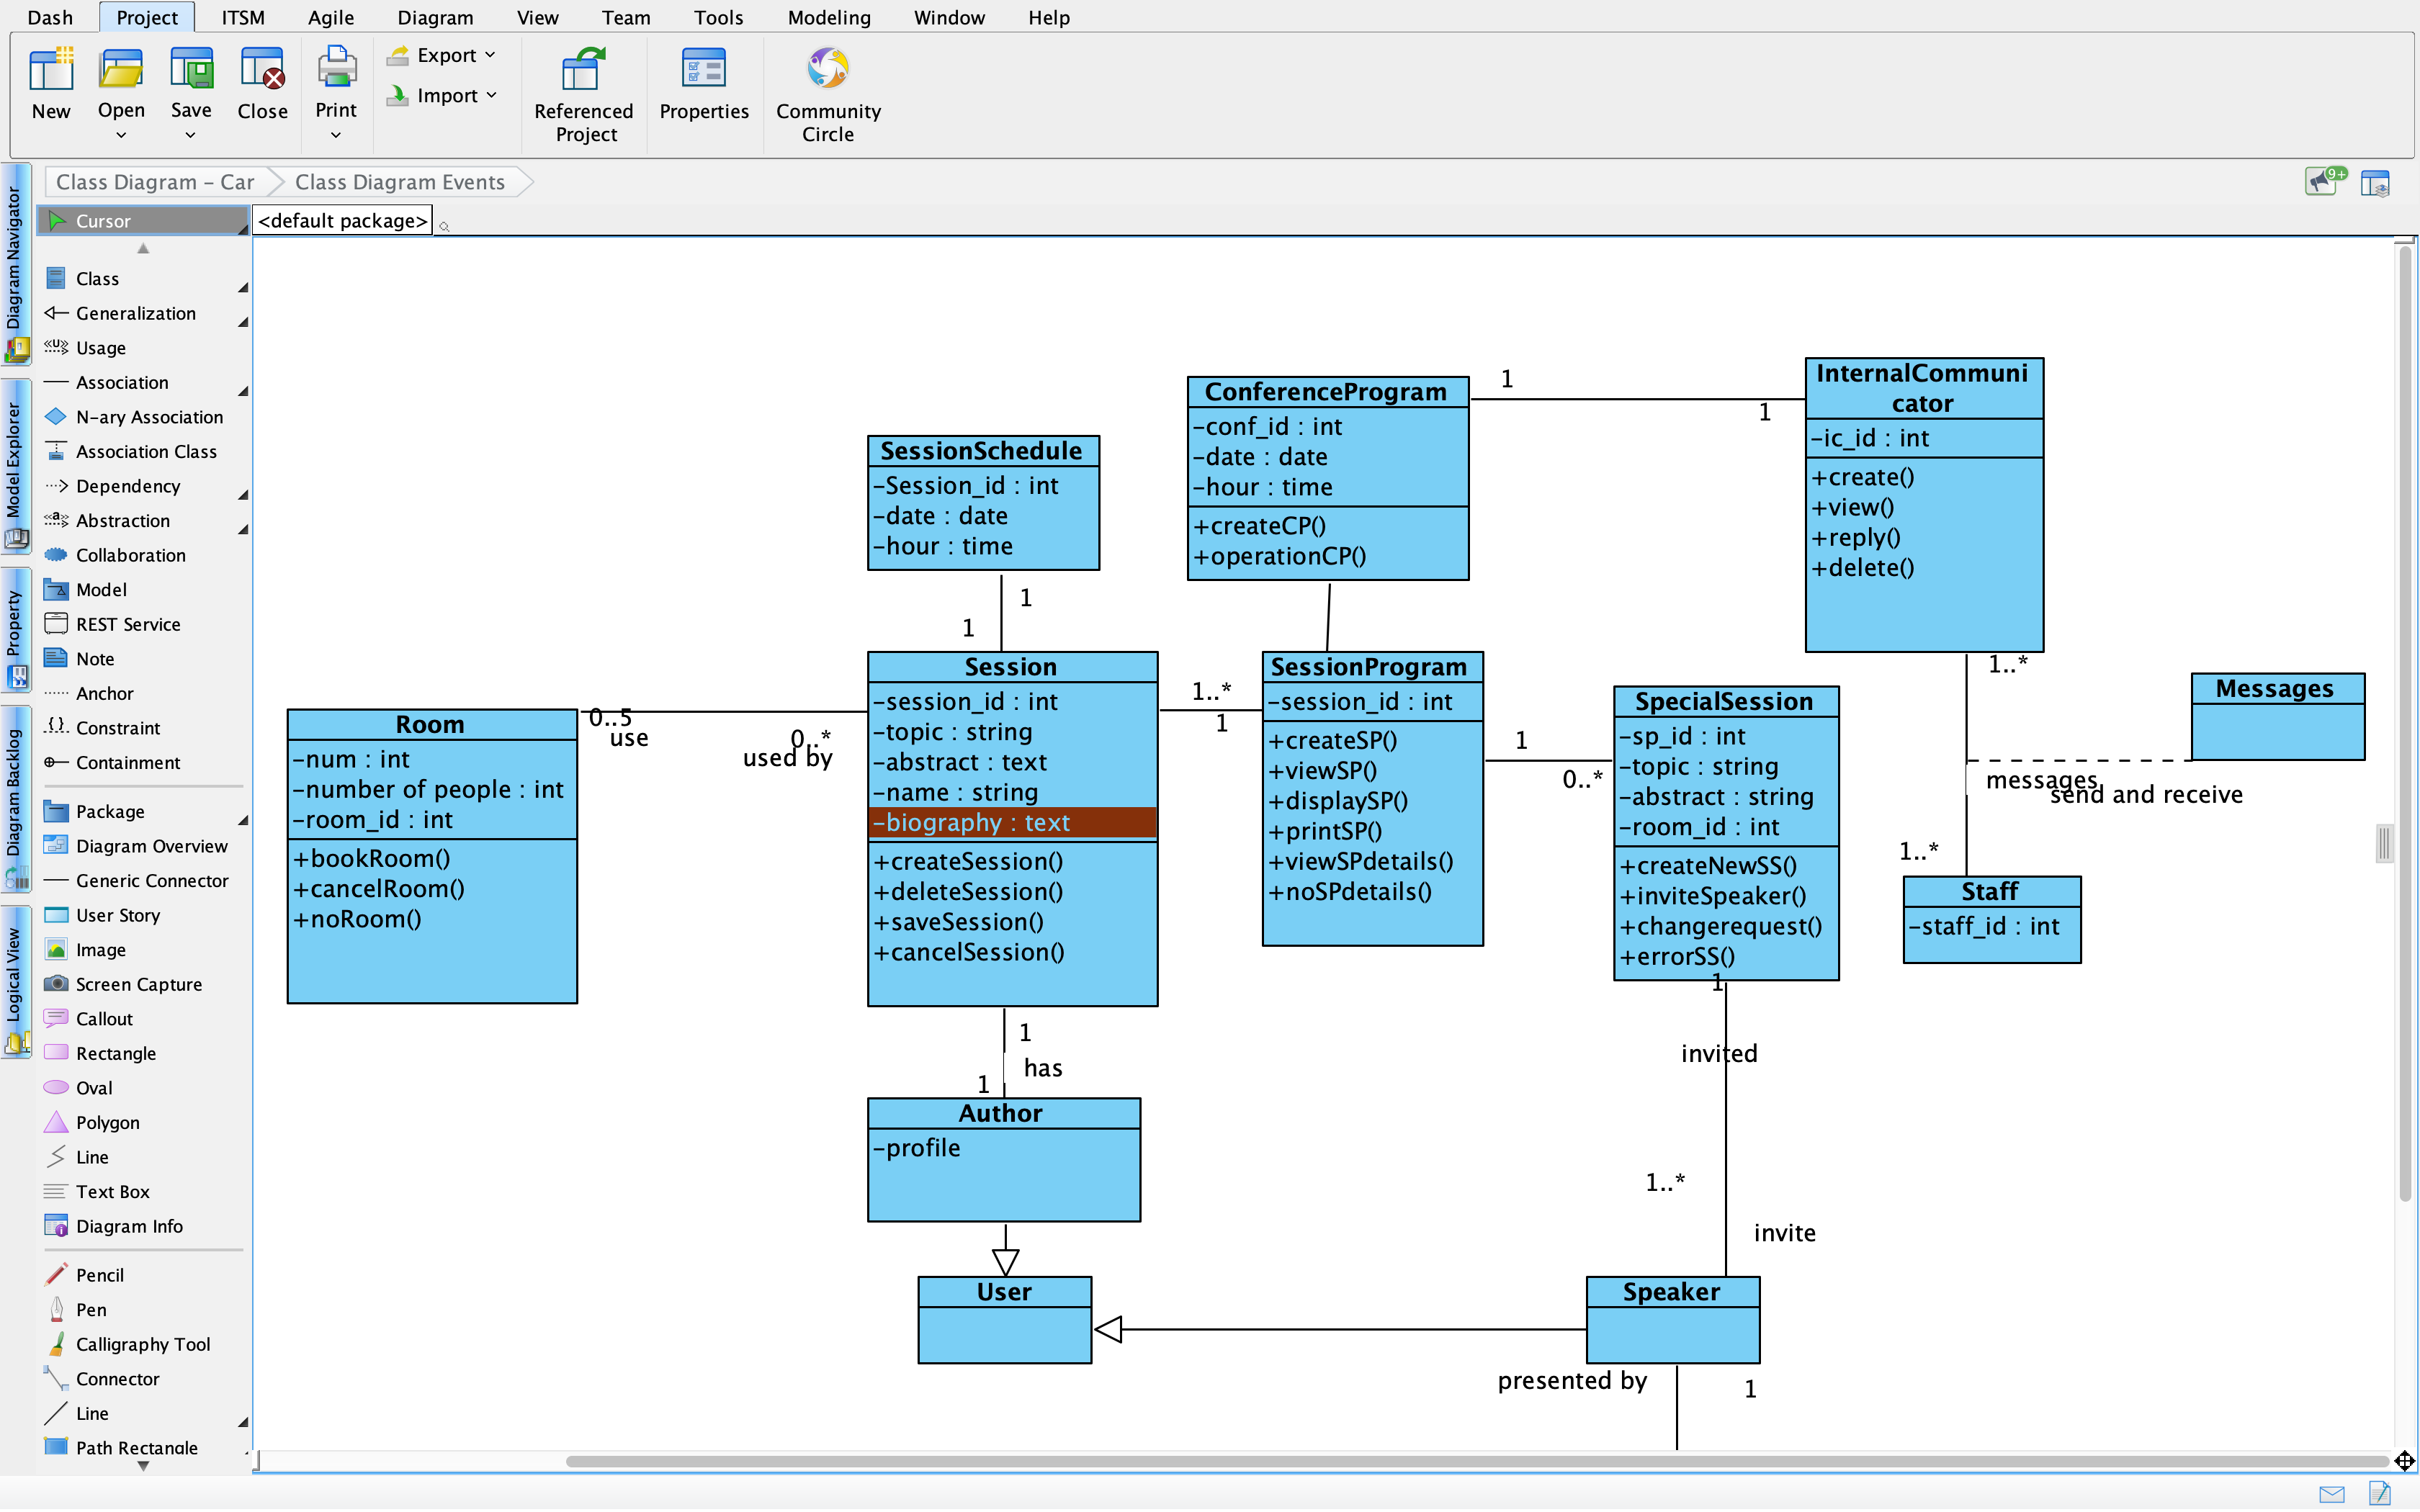 Dash Project ITSM Agile Diagram View Team Tools Modeling Window Help
New
Open
Save
Close
Print
Export
Import
Referenced
Project
Properties
Community
Circle
Class Diagram - Car
Class Diagram Events
9+
Diagram Navigator
Model Explorer
Property
Diagram Backlog
Logical View
Cursor
Class
Generalization
Usage
Association
N-ary Association
Association Class
Dependency
Abstraction
Collaboration
Model
REST Service
Note
Anchor
Constraint
Containment
Package
Diagram Overview
Generic Connector
User Story
Image
Screen Capture
Callout
Rectangle
Oval
Polygon
Line
Text Box
Diagram Info
Pencil
Pen
Calligraphy Tool
Connector
Line
Path Rectangle
<default package>
SessionSchedule
-Session_id : int
-date : date
-hour : time
1
1
ConferenceProgram
-conf_id : int
-date : date
-hour : time
+createCP()
+operationCP()
1
1
InternalCommuni
cator
-ic_id : int
+create()
+view()
+reply()
+delete()
1..*
Room
-num : int
-number of people : int
-room_id : int
+bookRoom()
+cancelRoom()
+noRoom()
0..5
use
0..*
used by
Session
-session_id : int
-topic : string
-abstract : text
-name : string
-biography : text
+createSession()
+deleteSession()
+saveSession()
+cancelSession()
1..*
1
SessionProgram
-session_id : int
+createSP()
+viewSP()
+displaySP()
+printSP()
+viewSPdetails()
+noSPdetails()
1
0..*
SpecialSession
-sp_id : int
-topic : string
-abstract : string
-room_id : int
+createNewSS()
+inviteSpeaker()
+changerequest()
+errorSS()
1
Messages
messages
send and receive
1..*
Staff
-staff_id : int
1
has
1
Author
-profile
invited
1..*
invite
User
Speaker
presented by
1